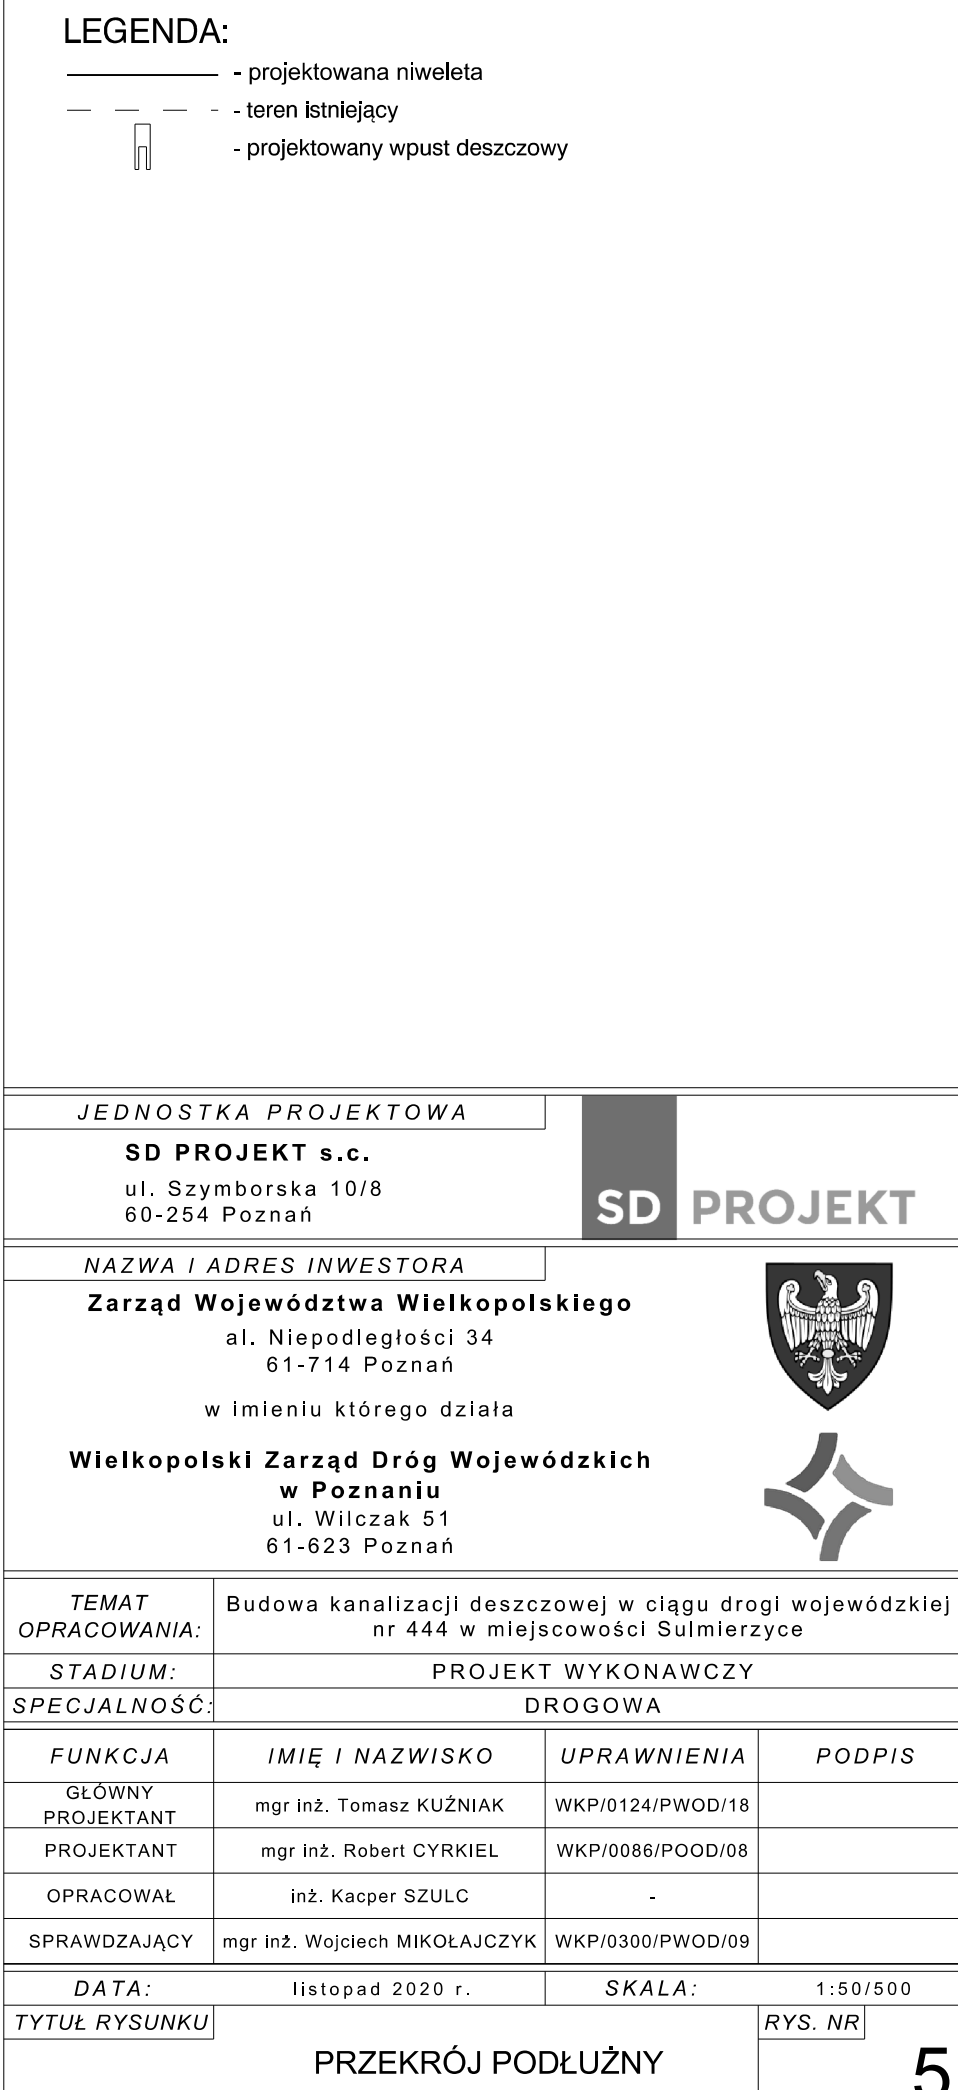 LEGENDA:
- projektowana niweleta
- teren istniejący
- projektowany wpust deszczowy
JEDNOSTKA PROJEKTOWA
SD PROJEKT s.c.
ul. Szymborska 10/8
60-254 Poznań
SD PROJEKT
NAZWA I ADRES INWESTORA
Zarząd Województwa Wielkopolskiego
al. Niepodległości 34
61-714 Poznań
w imieniu którego działa
Wielkopolski Zarząd Dróg Wojewódzkich
w Poznaniu
ul. Wilczak 51
61-623 Poznań
TEMAT OPRACOWANIA:
Budowa kanalizacji deszczowej w ciągu drogi wojewódzkiej
nr 444 w miejscowości Sulmierzyce
STADIUM: PROJEKT WYKONAWCZY
SPECJALNOŚĆ: DROGOWA
FUNKCJA IMIĘ I NAZWISKO UPRAWNIENIA PODPIS
GŁÓWNY PROJEKTANT mgr inż. Tomasz KUŹNIAK WKP/0124/PWOD/18
PROJEKTANT mgr inż. Robert CYRKIEL WKP/0086/POOD/08
OPRACOWAŁ inż. Kacper SZULC -
SPRAWDZAJĄCY mgr inż. Wojciech MIKOŁAJCZYK WKP/0300/PWOD/09
DATA: listopad 2020 r. SKALA: 1:50/500
TYTUŁ RYSUNKU RYS. NR
PRZEKRÓJ PODŁUŻNY 5